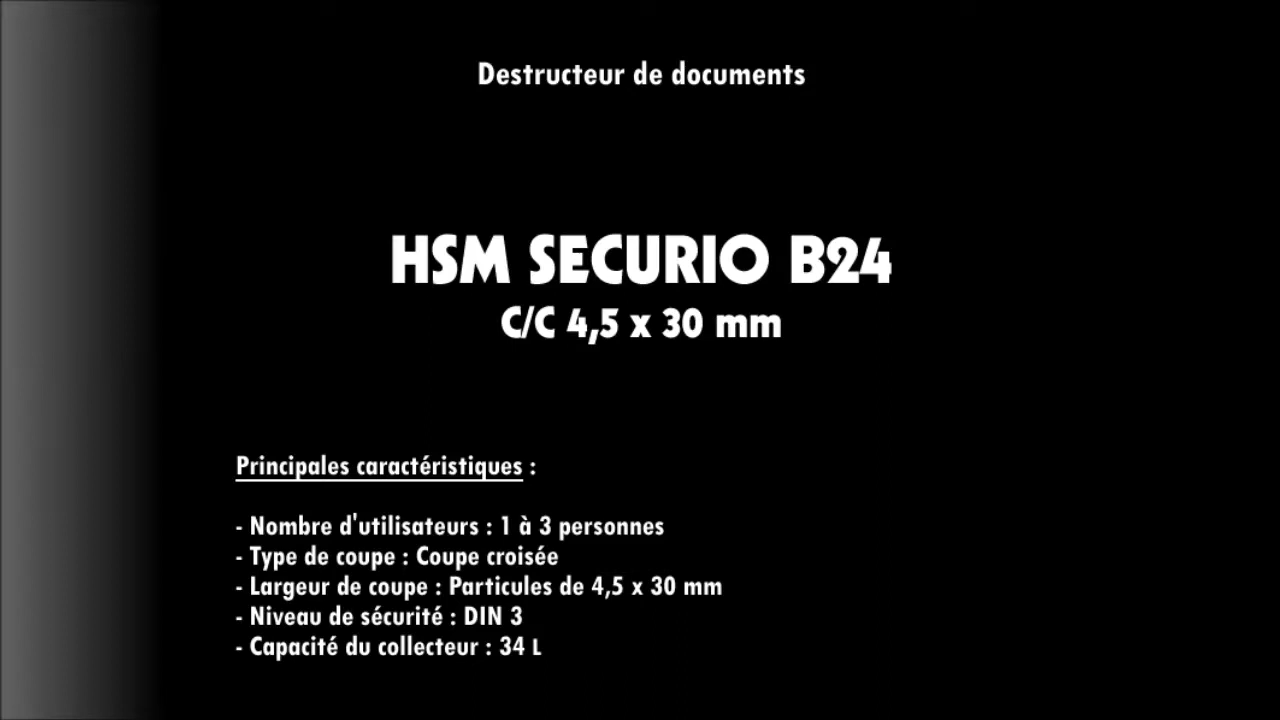 Destructeur de documents
HSM SECURIO B24
C/C 4,5 x 30 mm
Principales caractéristiques :
- Nombre d'utilisateurs : 1 à 3 personnes
- Type de coupe : Coupe croisée
- Largeur de coupe : Particules de 4,5 x 30 mm
- Niveau de sécurité : DIN 3
- Capacité du collecteur : 34 L